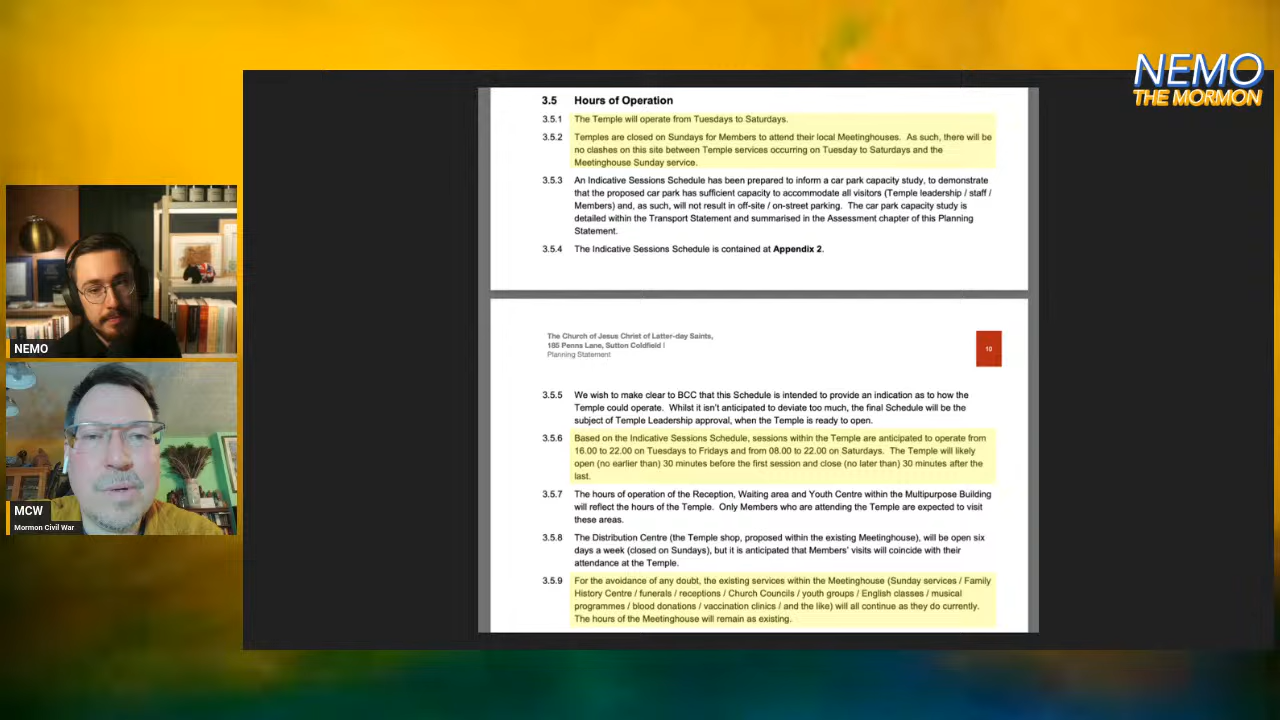 NEMO
THE MORMON
3.5 Hours of Operation
3.5.1 The Temple will operate from Tuesdays to Saturdays.
3.5.2 Temples are closed on Sundays for Members to attend their local Meetinghouses. As such, there will be
no clashes on this site between Temple services occurring on Tuesday to Saturdays and the
Meetinghouse Sunday service.
3.5.3 An Indicative Sessions Schedule has been prepared to inform a car park capacity study, to demonstrate
that the proposed car park has sufficient capacity to accommodate all visitors (Temple leadership / staff /
Members) and, as such, will not result in off-site / on-street parking. The car park capacity study is
detailed within the Transport Statement and summarised in the Assessment chapter of this Planning
Statement.
3.5.4 The Indicative Sessions Schedule is contained at Appendix 2.
The Church of Jesus Christ of Latter-day Saints,
185 Penns Lane, Sutton Coldfield |
Planning Statement
10
3.5.5 We wish to make clear to BCC that this Schedule is intended to provide an indication as to how the
Temple could operate. Whilst it isn't anticipated to deviate too much, the final Schedule will be the
subject of Temple Leadership approval, when the Temple is ready to open.
3.5.6 Based on the Indicative Sessions Schedule, sessions within the Temple are anticipated to operate from
16.00 to 22.00 on Tuesdays to Fridays and from 08.00 to 22.00 on Saturdays. The Temple will likely
open (no earlier than) 30 minutes before the first session and close (no later than) 30 minutes after the
last.
3.5.7 The hours of operation of the Reception, Waiting area and Youth Centre within the Multipurpose Building
will reflect the hours of the Temple. Only Members who are attending the Temple are expected to visit
these areas.
3.5.8 The Distribution Centre (the Temple shop, proposed within the existing Meetinghouse), will be open six
days a week (closed on Sundays), but it is anticipated that Members' visits will coincide with their
attendance at the Temple.
3.5.9 For the avoidance of any doubt, the existing services within the Meetinghouse (Sunday services / Family
History Centre / funerals / receptions / Church Councils / youth groups / English classes / musical
programmes / blood donations / vaccination clinics / and the like) will all continue as they do currently.
The hours of the Meetinghouse will remain as existing.
NEMO
MCW
Mormon Civil War